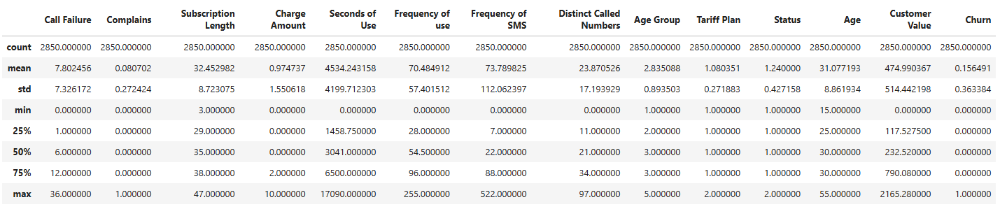 Call Failure Complains Subscription Length Charge Amount Seconds of Use Frequency of use Frequency of SMS Distinct Called Numbers Age Group Tariff Plan Status Age Customer Value Churn
count 2850.000000 2850.000000 2850.000000 2850.000000 2850.000000 2850.000000 2850.000000 2850.000000 2850.000000 2850.000000 2850.000000 2850.000000 2850.000000 2850.000000
mean 7.802456 0.080702 32.452982 0.974737 4534.243158 70.484912 73.789825 23.870526 2.835088 1.080351 1.240000 31.077193 474.990367 0.156491
std 7.326172 0.272424 8.723075 1.550618 4199.712303 57.401512 112.062397 17.193929 0.893503 0.271883 0.427158 8.861934 514.442198 0.363384
min 0.000000 0.000000 3.000000 0.000000 0.000000 0.000000 0.000000 0.000000 1.000000 1.000000 1.000000 15.000000 0.000000 0.000000
25% 1.000000 0.000000 29.000000 0.000000 1458.750000 28.000000 7.000000 11.000000 2.000000 1.000000 1.000000 25.000000 117.527500 0.000000
50% 6.000000 0.000000 35.000000 0.000000 3041.000000 54.500000 22.000000 21.000000 3.000000 1.000000 1.000000 30.000000 232.520000 0.000000
75% 12.000000 0.000000 38.000000 2.000000 6500.000000 96.000000 88.000000 34.000000 3.000000 1.000000 1.000000 30.000000 790.080000 0.000000
max 36.000000 1.000000 47.000000 10.000000 17090.000000 255.000000 522.000000 97.000000 5.000000 2.000000 2.000000 55.000000 2165.280000 1.000000